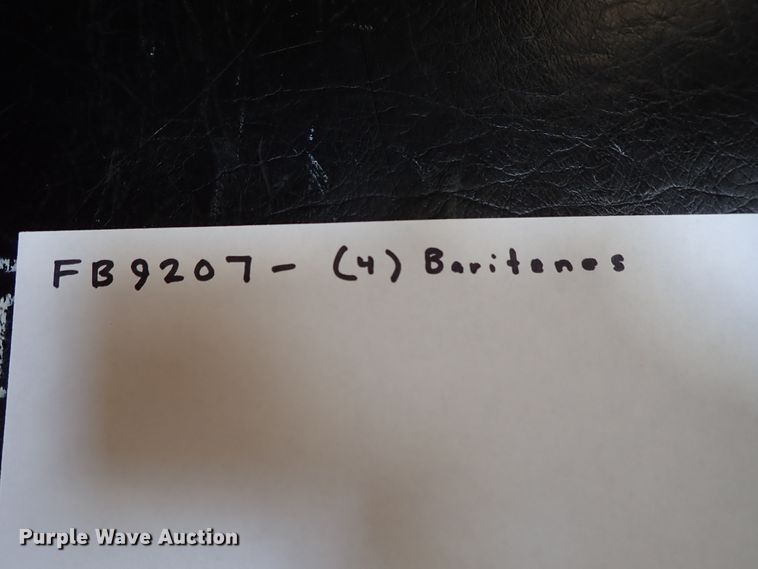 FB9207 - (4) Baritones
Purple Wave Auction